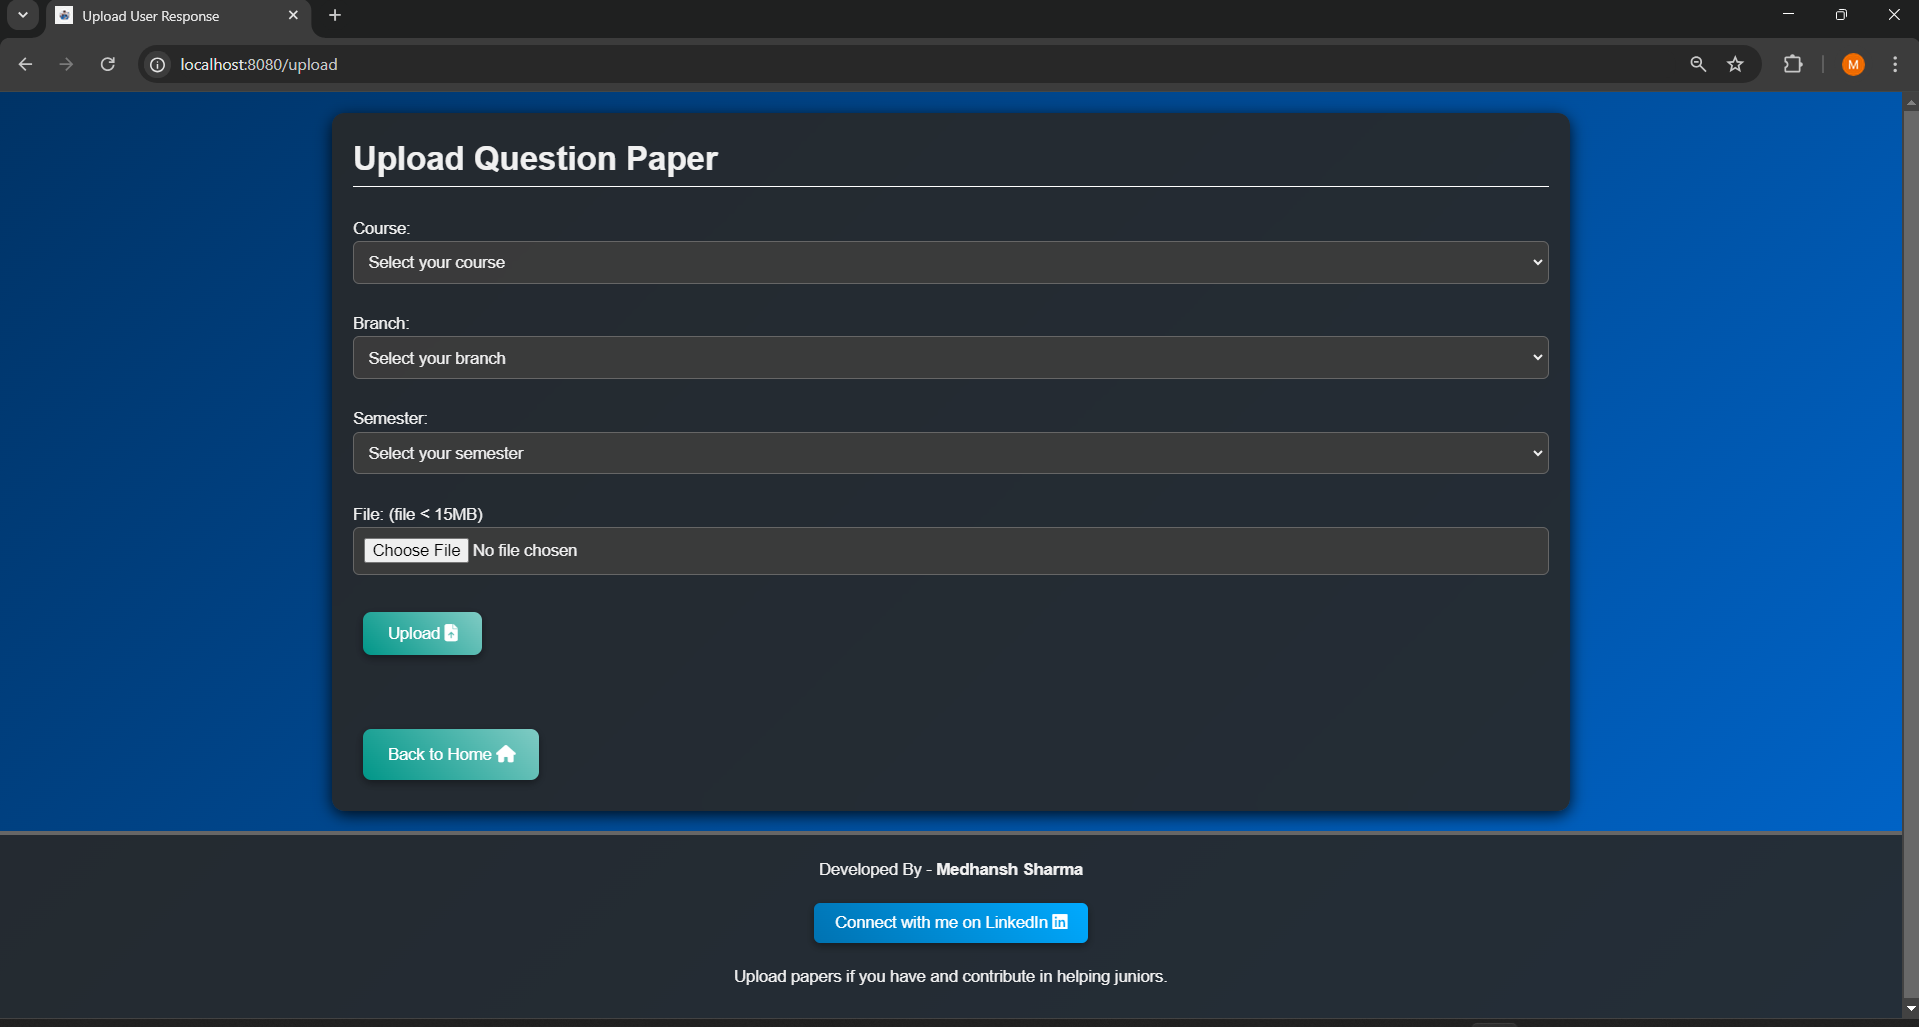 Upload User Response
localhost:8080/upload
M
Upload Question Paper
Course:
Select your course
Branch:
Select your branch
Semester:
Select your semester
File: (file < 15MB)
Choose File No file chosen
Upload
Back to Home
Developed By - Medhansh Sharma
Connect with me on LinkedIn in
Upload papers if you have and contribute in helping juniors.